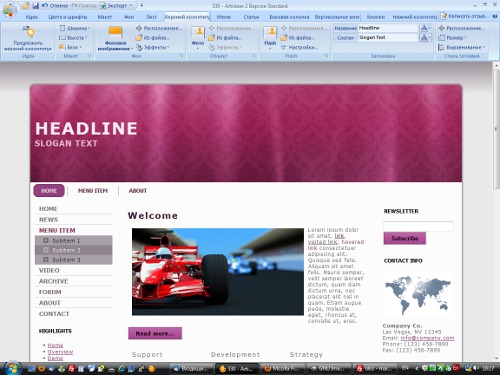 Отмена
Экспорт
330 - Artisteer 2 Версия Standard
Идеи
Цвета и шрифты
Макет
Фон
Лист
Верхний колонтитул
Меню
Статьи
Боковая колонка
Вертикальное меню
Кнопки
Нижний колонтитул
Написать отзыв
Предложить верхний колонтитул
Ширина
Высота
Блок
Фоновое изображение
Расположение...
Из файла...
Эффекты
Фото
Расположение...
Из файла...
Эффекты
Flash
Расположение...
Из файла...
Название
Headline
Слоган
Slogan Text
Расположение
Размер
Выравнивание
Идеи
Макет
Фон
Объект
Flash
Заголовок
Стиль заголовка
HEADLINE
SLOGAN TEXT
HOME
MENU ITEM
ABOUT
HOME
NEWS
MENU ITEM
Subitem 1
Subitem 2
Subitem 3
VIDEO
ARCHIVE
FORUM
ABOUT
CONTACT
HIGHLIGHTS
Home
Overview
Demo
Welcome
Lorem ipsum dolor
sit amet, link,
visited link, hovered
link consectetuer
adipiscing elit.
Quisque sed felis.
Aliquam sit amet
felis. Mauris semper,
velit semper laoreet
dictum, quam diam
dictum urna, nec
placerat elit nisl in
quam. Etiam augue
pede, molestie
eget, rhoncus at,
convallis ut, eros.
Read more...
Support
Development
Strategy
NEWSLETTER
Subscribe
CONTACT INFO
Company Co.
Las Vegas, NV 12345
Email: info@company.com
Phone: (123) 456-7890
Fax: (123) 456-7890
Входящи
330 - Arti...
Mozilla Fi...
GNU Ima...
EN